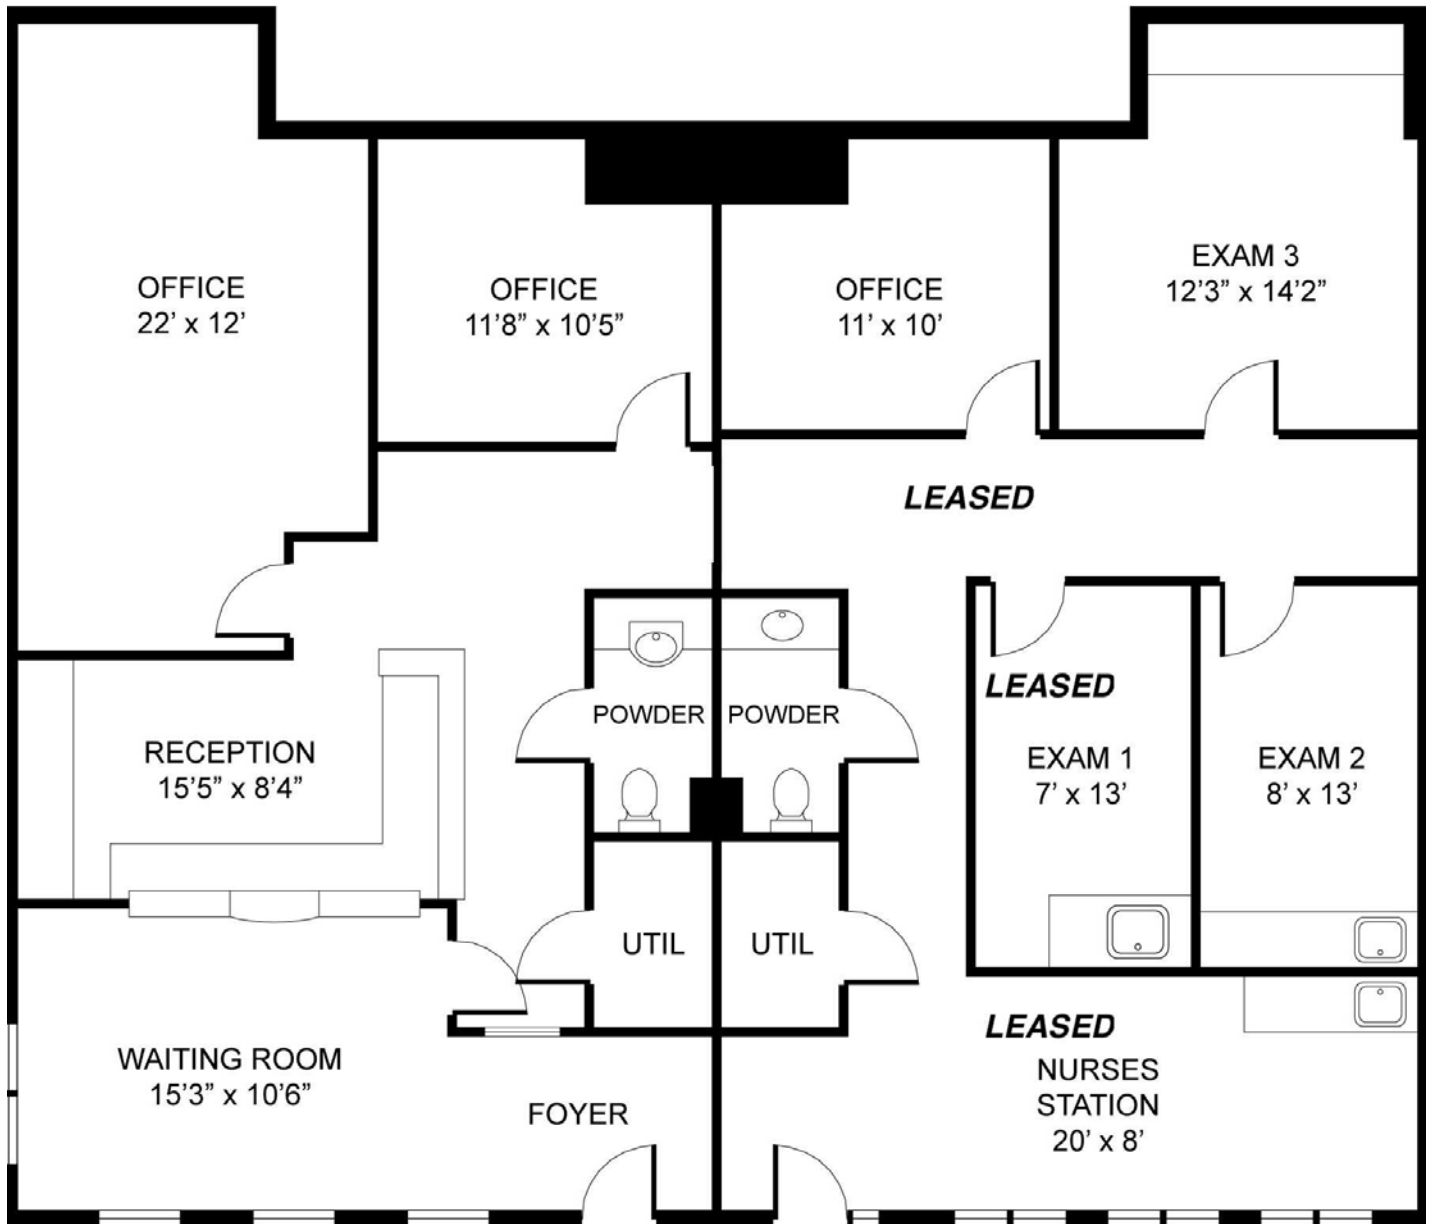 OFFICE
22’ x 12’
OFFICE
11’8” x 10’5”
OFFICE
11’ x 10’
EXAM 3
12’3” x 14’2”
LEASED
RECEPTION
15’5” x 8’4”
POWDER
POWDER
LEASED
EXAM 1
7’ x 13’
EXAM 2
8’ x 13’
UTIL
UTIL
WAITING ROOM
15’3” x 10’6”
FOYER
LEASED
NURSES
STATION
20’ x 8’